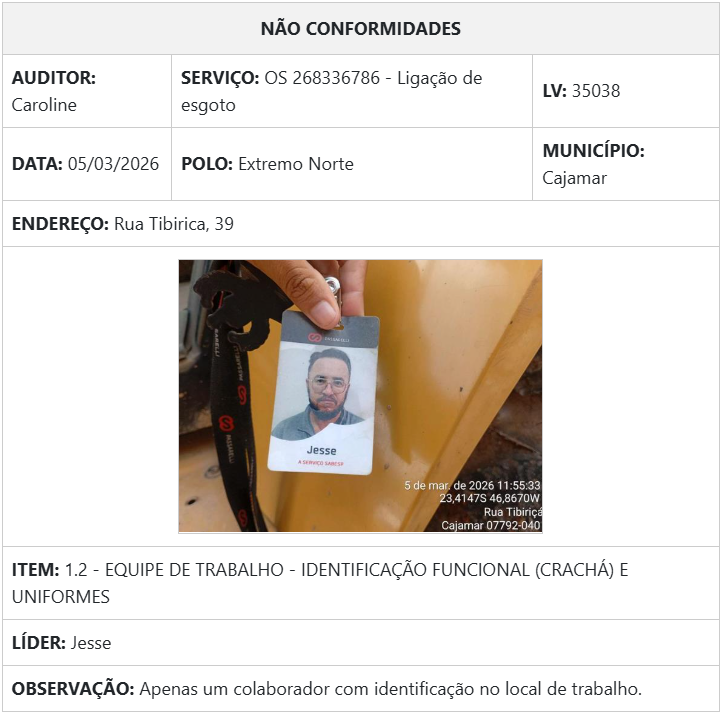 NÃO CONFORMIDADES
AUDITOR:
Caroline
SERVIÇO: OS 268336786 - Ligação de
esgoto
LV: 35038
DATA: 05/03/2026
POLO: Extremo Norte
MUNICÍPIO:
Cajamar
ENDEREÇO: Rua Tibirica, 39
Jesse
A SERVIÇO SABESP
5 de mar. de 2026 11:55:33
23,4147S 46,8670W
Rua Tibiriçá
Cajamar 07792-040
ITEM: 1.2 - EQUIPE DE TRABALHO - IDENTIFICAÇÃO FUNCIONAL (CRACHÁ) E
UNIFORMES
LÍDER: Jesse
OBSERVAÇÃO: Apenas um colaborador com identificação no local de trabalho.